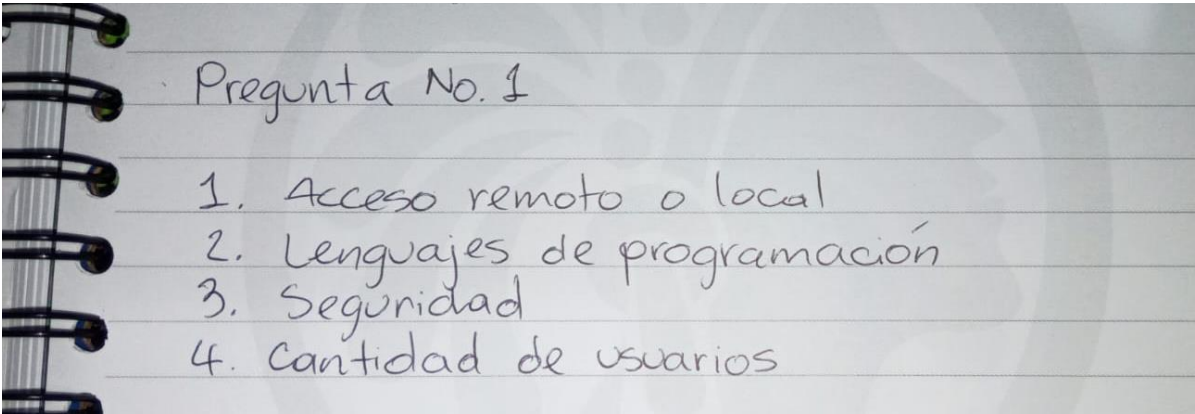 Pregunta No. 1
1. Acceso remoto o local
2. Lenguajes de programación
3. Seguridad
4. Cantidad de usuarios